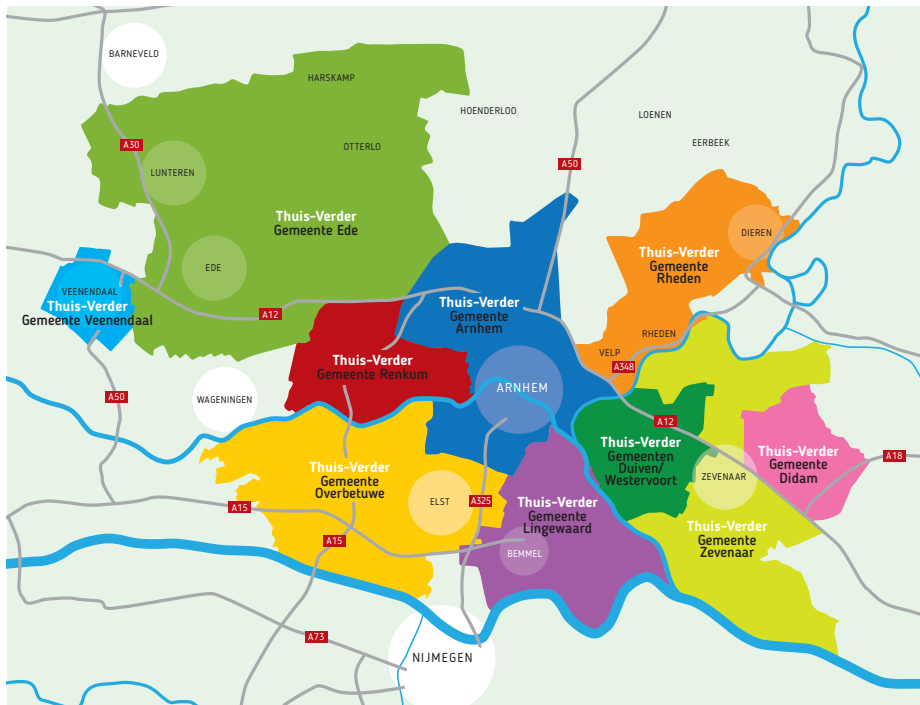 BARNEVELD
HARSKAMP
HOENDERLOO
LOENEN
EERBEEK
A30
OTTERLO
A50
LUNTEREN
Thuis-Verder
Gemeente Ede
DIEREN
Thuis-Verder
Gemeente
Rheden
EDE
VEENENDAAL
Thuis-Verder
Gemeente Veenendaal
A12
Thuis-Verder
Gemeente
Arnhem
RHEDEN
VELP
A348
Thuis-Verder
Gemeente Renkum
A50
WAGENINGEN
ARNHEM
A12
Thuis-Verder
Gemeenten
Duiven/
Westervoort
Thuis-Verder
Gemeente
Didam
A18
ZEVENAAR
Thuis-Verder
Gemeente
Overbetuwe
ELST
A325
Thuis-Verder
Gemeente
Lingewaard
A15
A15
BEMMEL
Thuis-Verder
Gemeente
Zevenaar
A73
NIJMEGEN